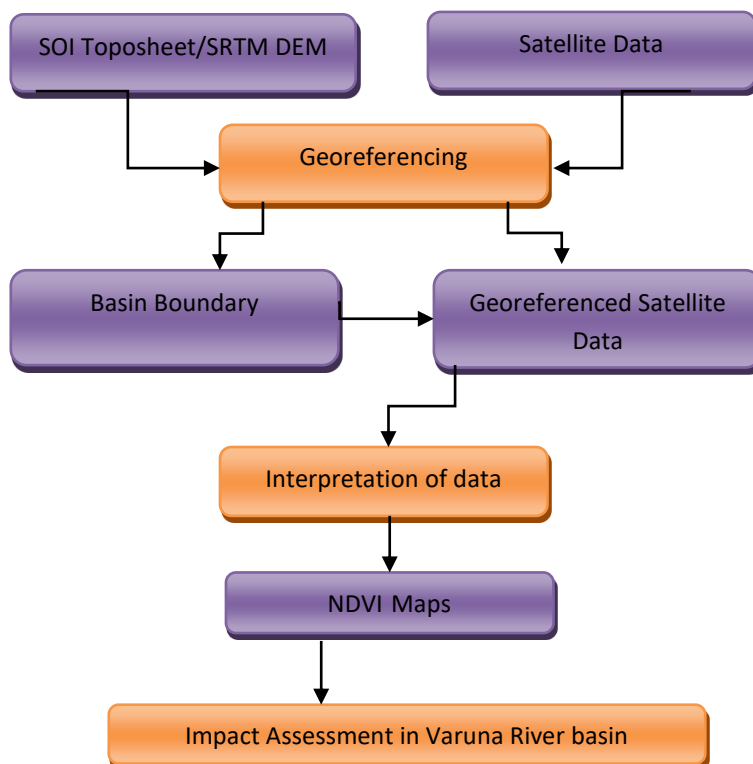 SOI Toposheet/SRTM DEM
Satellite Data
Georeferencing
Basin Boundary
Georeferenced Satellite
Data
Interpretation of data
NDVI Maps
Impact Assessment in Varuna River basin